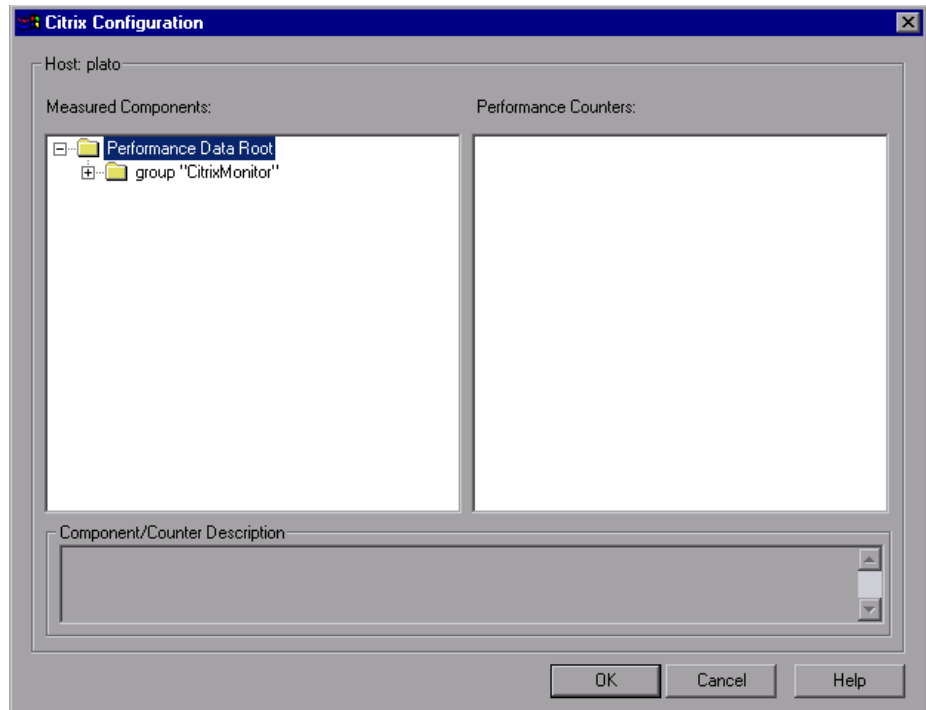 Citrix Configuration
Host: plato
Measured Components:
Performance Counters:
Performance Data Root
group "CitrixMonitor"
Component/Counter Description
OK
Cancel
Help